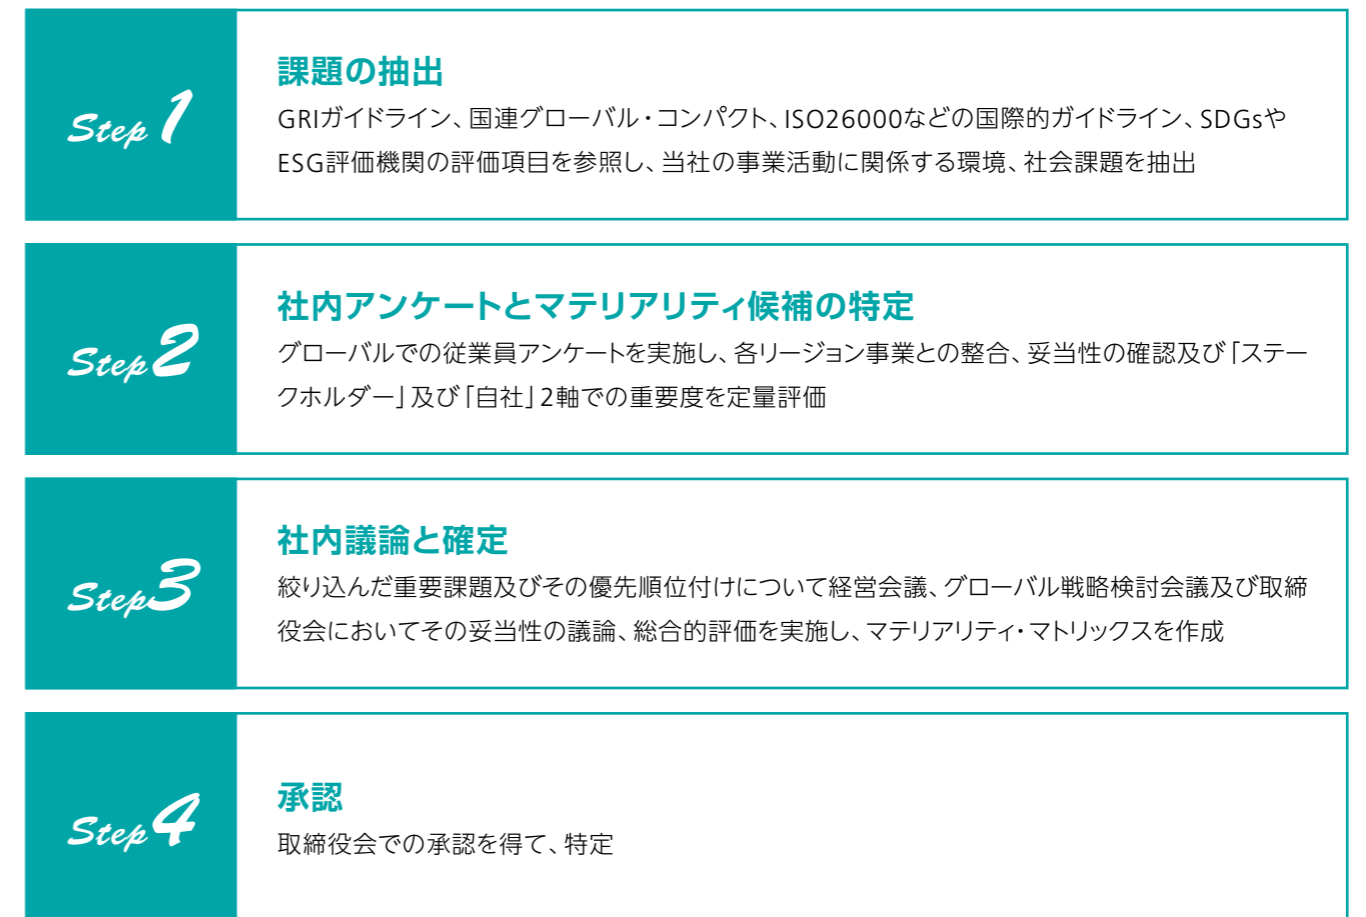 Step 1
課題の抽出
GRIガイドライン、国連グローバル・コンパクト、ISO26000などの国際的ガイドライン、SDGsや
ESG評価機関の評価項目を参照し、当社の事業活動に関係する環境、社会課題を抽出
Step 2
社内アンケートとマテリアリティ候補の特定
グローバルでの従業員アンケートを実施し、各リージョン事業との整合、妥当性の確認及び「ステー
クホルダー」及び「自社」2軸での重要度を定量評価
Step 3
社内議論と確定
絞り込んだ重要課題及びその優先順位付けについて経営会議、グローバル戦略検討会議及び取締
役会においてその妥当性の議論、総合的評価を実施し、マテリアリティ・マトリックスを作成
Step 4
承認
取締役会での承認を得て、特定